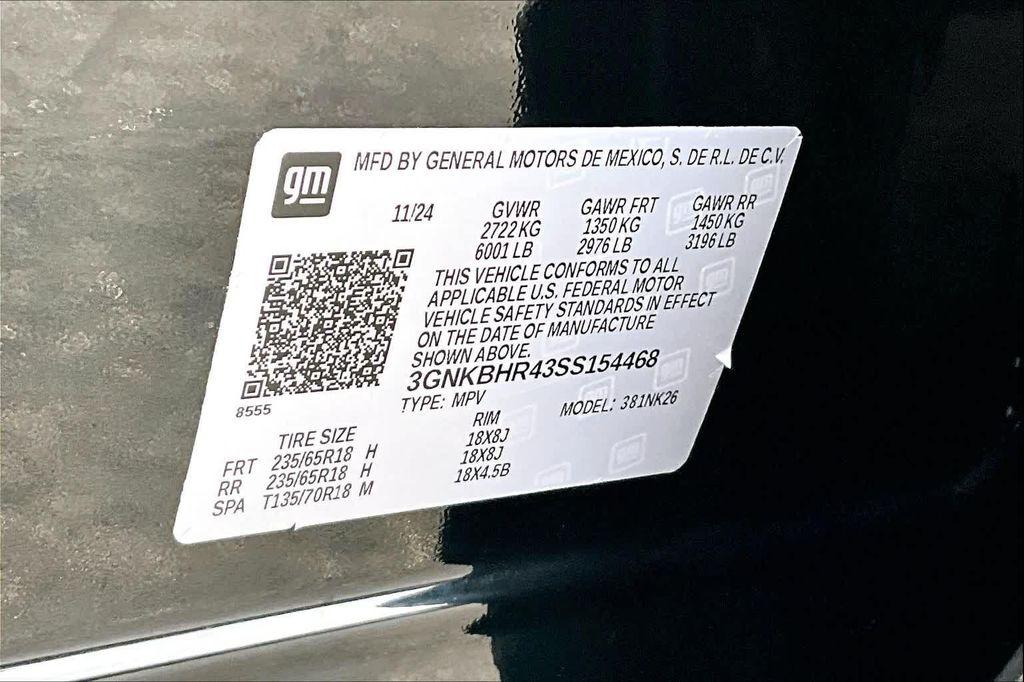 gm
MFD BY GENERAL MOTORS DE MEXICO, S. DE R.L. DE C.V.
11/24 GVWR GAWR FRT GAWR RR
2722 KG 1350 KG 1450 KG
6001 LB 2976 LB 3196 LB
THIS VEHICLE CONFORMS TO ALL
APPLICABLE U.S. FEDERAL MOTOR
VEHICLE SAFETY STANDARDS IN EFFECT
ON THE DATE OF MANUFACTURE
SHOWN ABOVE.
3GNKBHR43SS154468
8555
TYPE: MPV MODEL: 381NK26
TIRE SIZE RIM
FRT 235/65R18 H 18X8J
RR 235/65R18 H 18X8J
SPA T135/70R18 M 18X4.5B